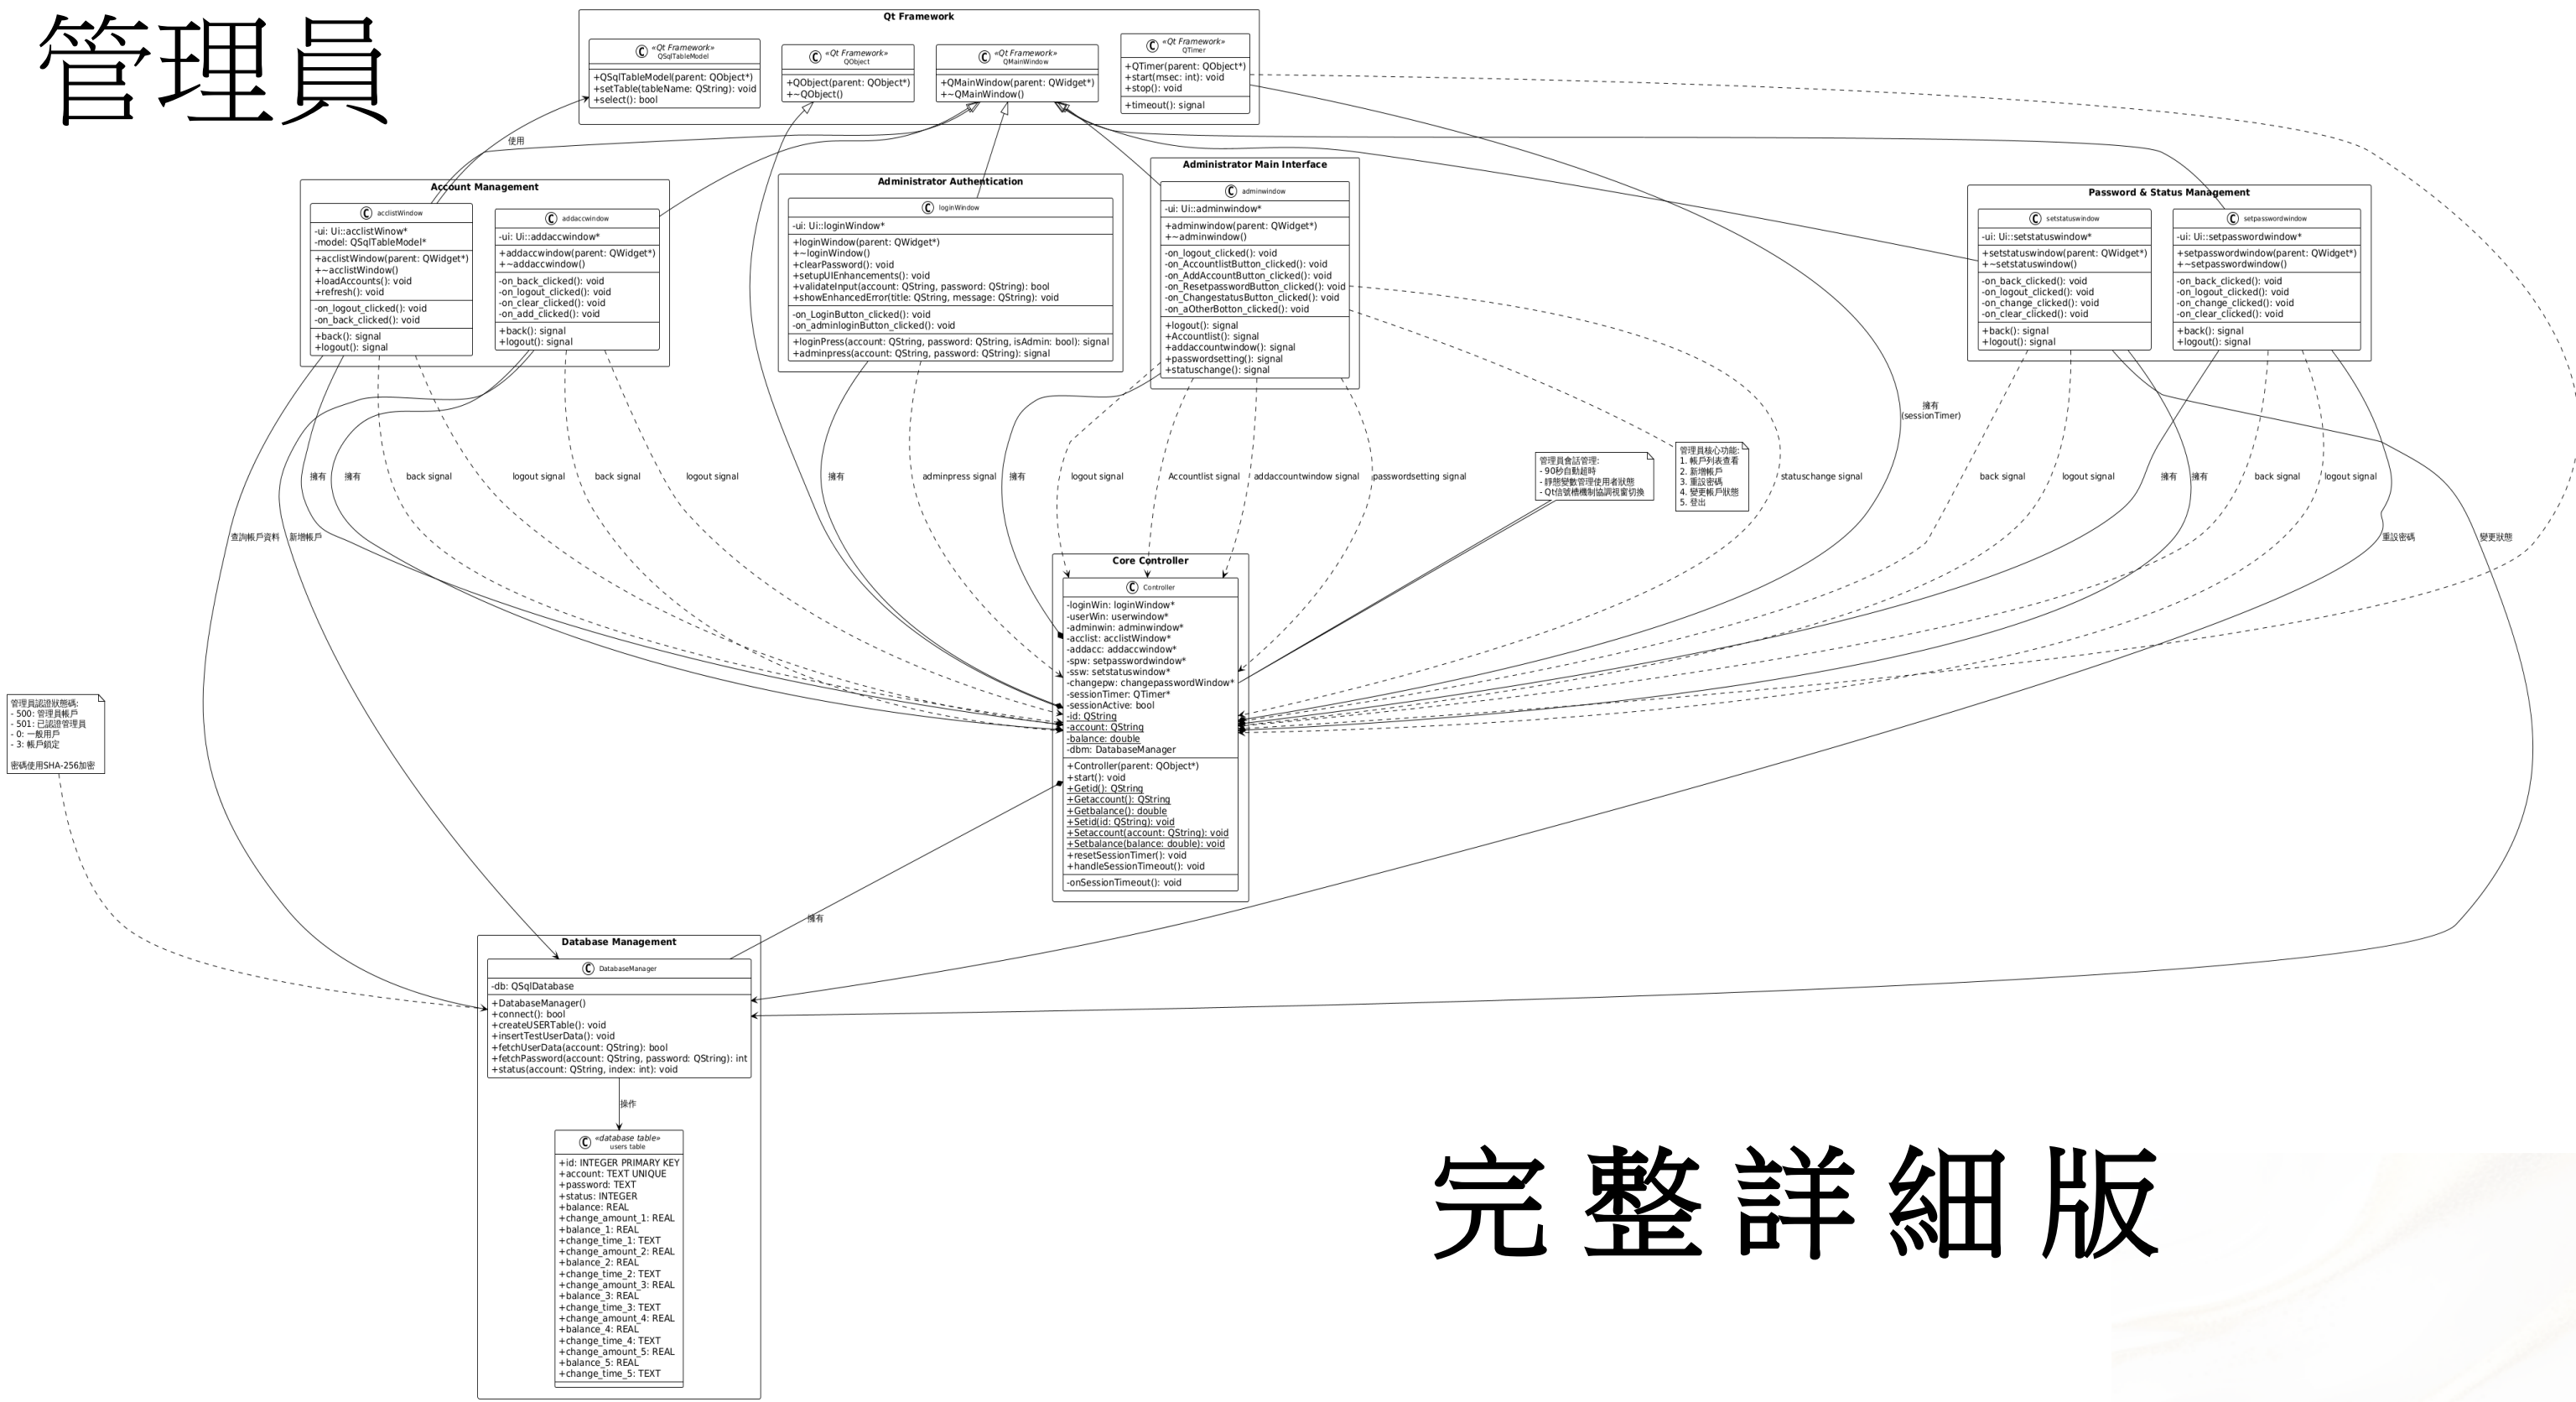 管理員
Qt Framework
«Qt Framework»
QSqlTableModel
+QSqlTableModel(parent: QObject*)
+setTable(tableName: QString): void
+select(): bool
«Qt Framework»
QObject
+QObject(parent: QObject*)
+~QObject()
«Qt Framework»
QMainWindow
+QMainWindow(parent: QWidget*)
+~QMainWindow()
«Qt Framework»
QTimer
+QTimer(parent: QObject*)
+start(msec: int): void
+stop(): void
+timeout(): signal
使用
Account Management
acclistWindow
-ui: Ui::acclistWinow*
-model: QSqlTableModel*
+acclistWindow(parent: QWidget*)
+~acclistWindow()
+loadAccounts(): void
+refresh(): void
-on_logout_clicked(): void
-on_back_clicked(): void
+back(): signal
+logout(): signal
addaccwindow
-ui: Ui::addaccwindow*
+addaccwindow(parent: QWidget*)
+~addaccwindow()
-on_back_clicked(): void
-on_logout_clicked(): void
-on_clear_clicked(): void
-on_add_clicked(): void
+back(): signal
+logout(): signal
Administrator Authentication
loginWindow
-ui: Ui::loginWindow*
+loginWindow(parent: QWidget*)
+~loginWindow()
+clearPassword(): void
+setupUIEnhancements(): void
+validateInput(account: QString, password: QString): bool
+showEnhancedError(title: QString, message: QString): void
-on_LoginButton_clicked(): void
-on_adminloginButton_clicked(): void
+loginPress(account: QString, password: QString, isAdmin: bool): signal
+adminpress(account: QString, password: QString): signal
Administrator Main Interface
adminwindow
-ui: Ui::adminwindow*
+adminwindow(parent: QWidget*)
+~adminwindow()
-on_logout_clicked(): void
-on_AccountlistButton_clicked(): void
-on_AddAccountButton_clicked(): void
-on_ResetpasswordButton_clicked(): void
-on_ChangestatusButton_clicked(): void
-on_aOtherBotton_clicked(): void
+logout(): signal
+Accountlist(): signal
+addaccountwindow(): signal
+passwordsetting(): signal
+statuschange(): signal
Password & Status Management
setstatuswindow
-ui: Ui::setstatuswindow*
+setstatuswindow(parent: QWidget*)
+~setstatuswindow()
-on_back_clicked(): void
-on_logout_clicked(): void
-on_change_clicked(): void
-on_clear_clicked(): void
+back(): signal
+logout(): signal
setpasswordwindow
-ui: Ui::setpasswordwindow*
+setpasswordwindow(parent: QWidget*)
+~setpasswordwindow()
-on_back_clicked(): void
-on_logout_clicked(): void
-on_change_clicked(): void
-on_clear_clicked(): void
+back(): signal
+logout(): signal
擁有
(sessionTimer)
擁有
擁有
back signal
logout signal
back signal
logout signal
擁有
adminpress signal
擁有
logout signal
Accountlist signal
addaccountwindow signal
passwordsetting signal
管理員會話管理:
- 90秒自動超時
- 靜態變數管理使用者狀態
- Qt信號槽機制協調視窗切換
管理員核心功能:
1. 帳戶列表查看
2. 新增帳戶
3. 重設密碼
4. 變更帳戶狀態
5. 登出
statuschange signal
back signal
logout signal
擁有
擁有
back signal
logout signal
查詢帳戶資料
新增帳戶
重設密碼
變更狀態
Core Controller
Controller
-loginWin: loginWindow*
-userWin: userwindow*
-adminwin: adminwindow*
-acclist: acclistWindow*
-addacc: addaccwindow*
-spw: setpasswordwindow*
-ssw: setstatuswindow*
-changepw: changepasswordWindow*
-sessionTimer: QTimer*
-sessionActive: bool
-id: QString
-account: QString
-balance: double
-dbm: DatabaseManager
+Controller(parent: QObject*)
+start(): void
+Getid(): QString
+Getaccount(): QString
+Getbalance(): double
+Setid(id: QString): void
+Setaccount(account: QString): void
+Setbalance(balance: double): void
+resetSessionTimer(): void
+handleSessionTimeout(): void
-onSessionTimeout(): void
管理員認證狀態碼:
- 500: 管理員帳戶
- 501: 已認證管理員
- 0: 一般用戶
- 3: 帳戶鎖定
密碼使用SHA-256加密
擁有
Database Management
DatabaseManager
-db: QSqlDatabase
+DatabaseManager()
+connect(): bool
+createUSERTable(): void
+insertTestUserData(): void
+fetchUserData(account: QString): bool
+fetchPassword(account: QString, password: QString): int
+status(account: QString, index: int): void
操作
«database table»
users table
+id: INTEGER PRIMARY KEY
+account: TEXT UNIQUE
+password: TEXT
+status: INTEGER
+balance: REAL
+change_amount_1: REAL
+balance_1: REAL
+change_time_1: TEXT
+change_amount_2: REAL
+balance_2: REAL
+change_time_2: TEXT
+change_amount_3: REAL
+balance_3: REAL
+change_time_3: TEXT
+change_amount_4: REAL
+balance_4: REAL
+change_time_4: TEXT
+change_amount_5: REAL
+balance_5: REAL
+change_time_5: TEXT
完整詳細版